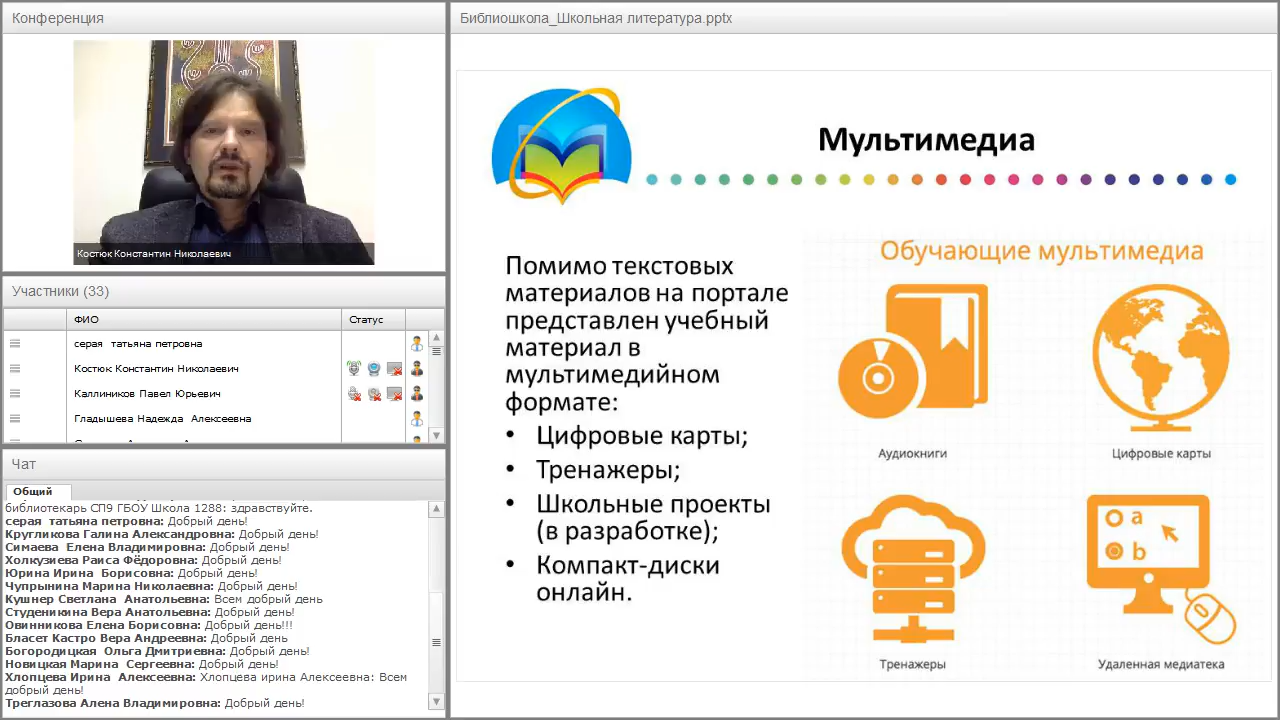 Конференция
Костюк Константин Николаевич
Участники (33)
ФИО
Статус
серая татьяна петровна
Костюк Константин Николаевич
Каллиников Павел Юрьевич
Гладышева Надежда Алексеевна
Чат
Общий
библиотекарь СП9 ГБОУ Школа 1288: здравствуйте.
серая татьяна петровна: Добрый день!
Кругликова Галина Александровна: Добрый день!
Симаева Елена Владимировна: Добрый день!
Холкузиева Раиса Фёдоровна: Добрый день!
Юрина Ирина Борисовна: Добрый день!
Чупрынина Марина Николаевна: Добрый день!
Кушнер Светлана Анатольевна: Всем добрый день
Студеникина Вера Анатольевна: Добрый день!
Овинникова Елена Борисовна: Добрый день!!!
Бласет Кастро Вера Андреевна: Добрый день
Богородицкая Ольга Дмитриевна: Добрый день!
Новицкая Марина Сергеевна: Добрый день!
Хлопцева Ирина Алексеевна: Хлопцева ирина Алексеевна: Всем
добрый день!
Треглазова Алена Владимировна: Добрый день!
Библиошкола_Школьная литература.pptx
Мультимедиа
Помимо текстовых
материалов на портале
представлен учебный
материал в
мультимедийном
формате:
• Цифровые карты;
• Тренажеры;
• Школьные проекты
(в разработке);
• Компакт-диски
онлайн.
Обучающие мультимедиа
Аудиокниги
Цифровые карты
a
b
Тренажеры
Удаленная медиатека